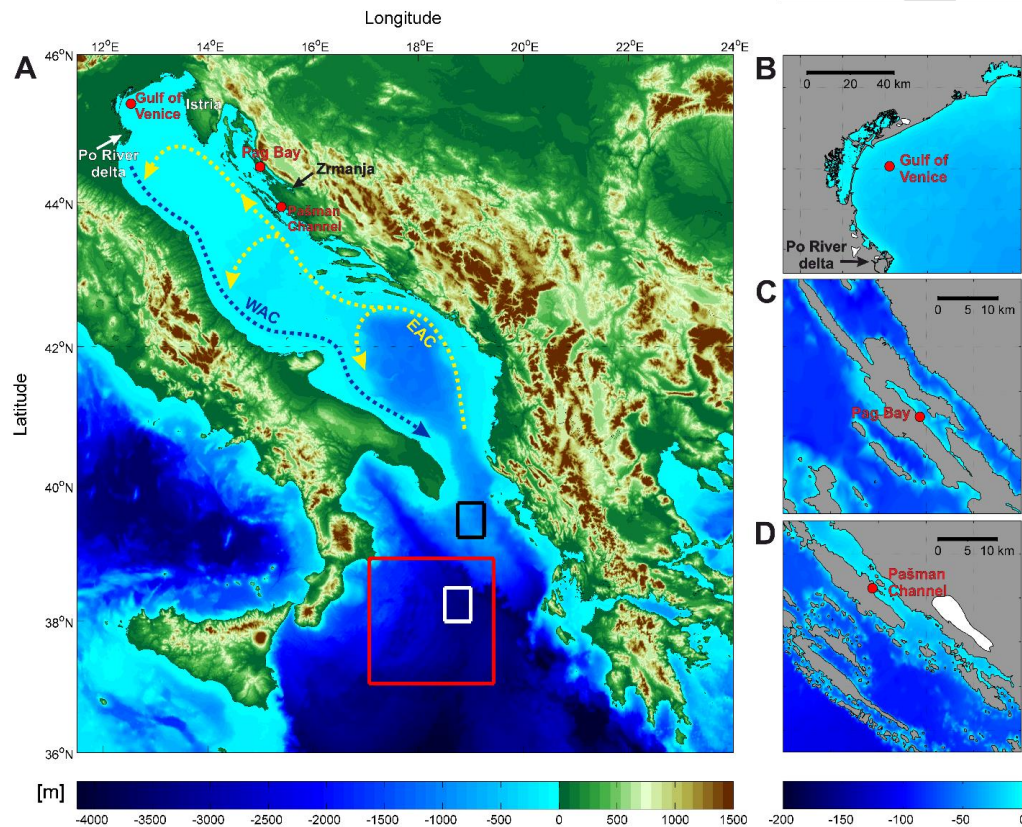 Longitude
12°E
14°E
16°E
18°E
20°E
22°E
24°E
46°N
44°N
42°N
40°N
38°N
36°N
Latitude
A
Gulf of
Venice
Istria
Po River
delta
Pag Bay
Zrmanja
Pašman
Channel
WAC
EAC
B
0 20 40 km
Gulf of
Venice
Po River
delta
C
0 5 10 km
Pag Bay
D
0 5 10 km
Pašman
Channel
[m]
-4000 -3500 -3000 -2500 -2000 -1500 -1000 -500 0 500 1000 1500
-200 -150 -100 -50 0